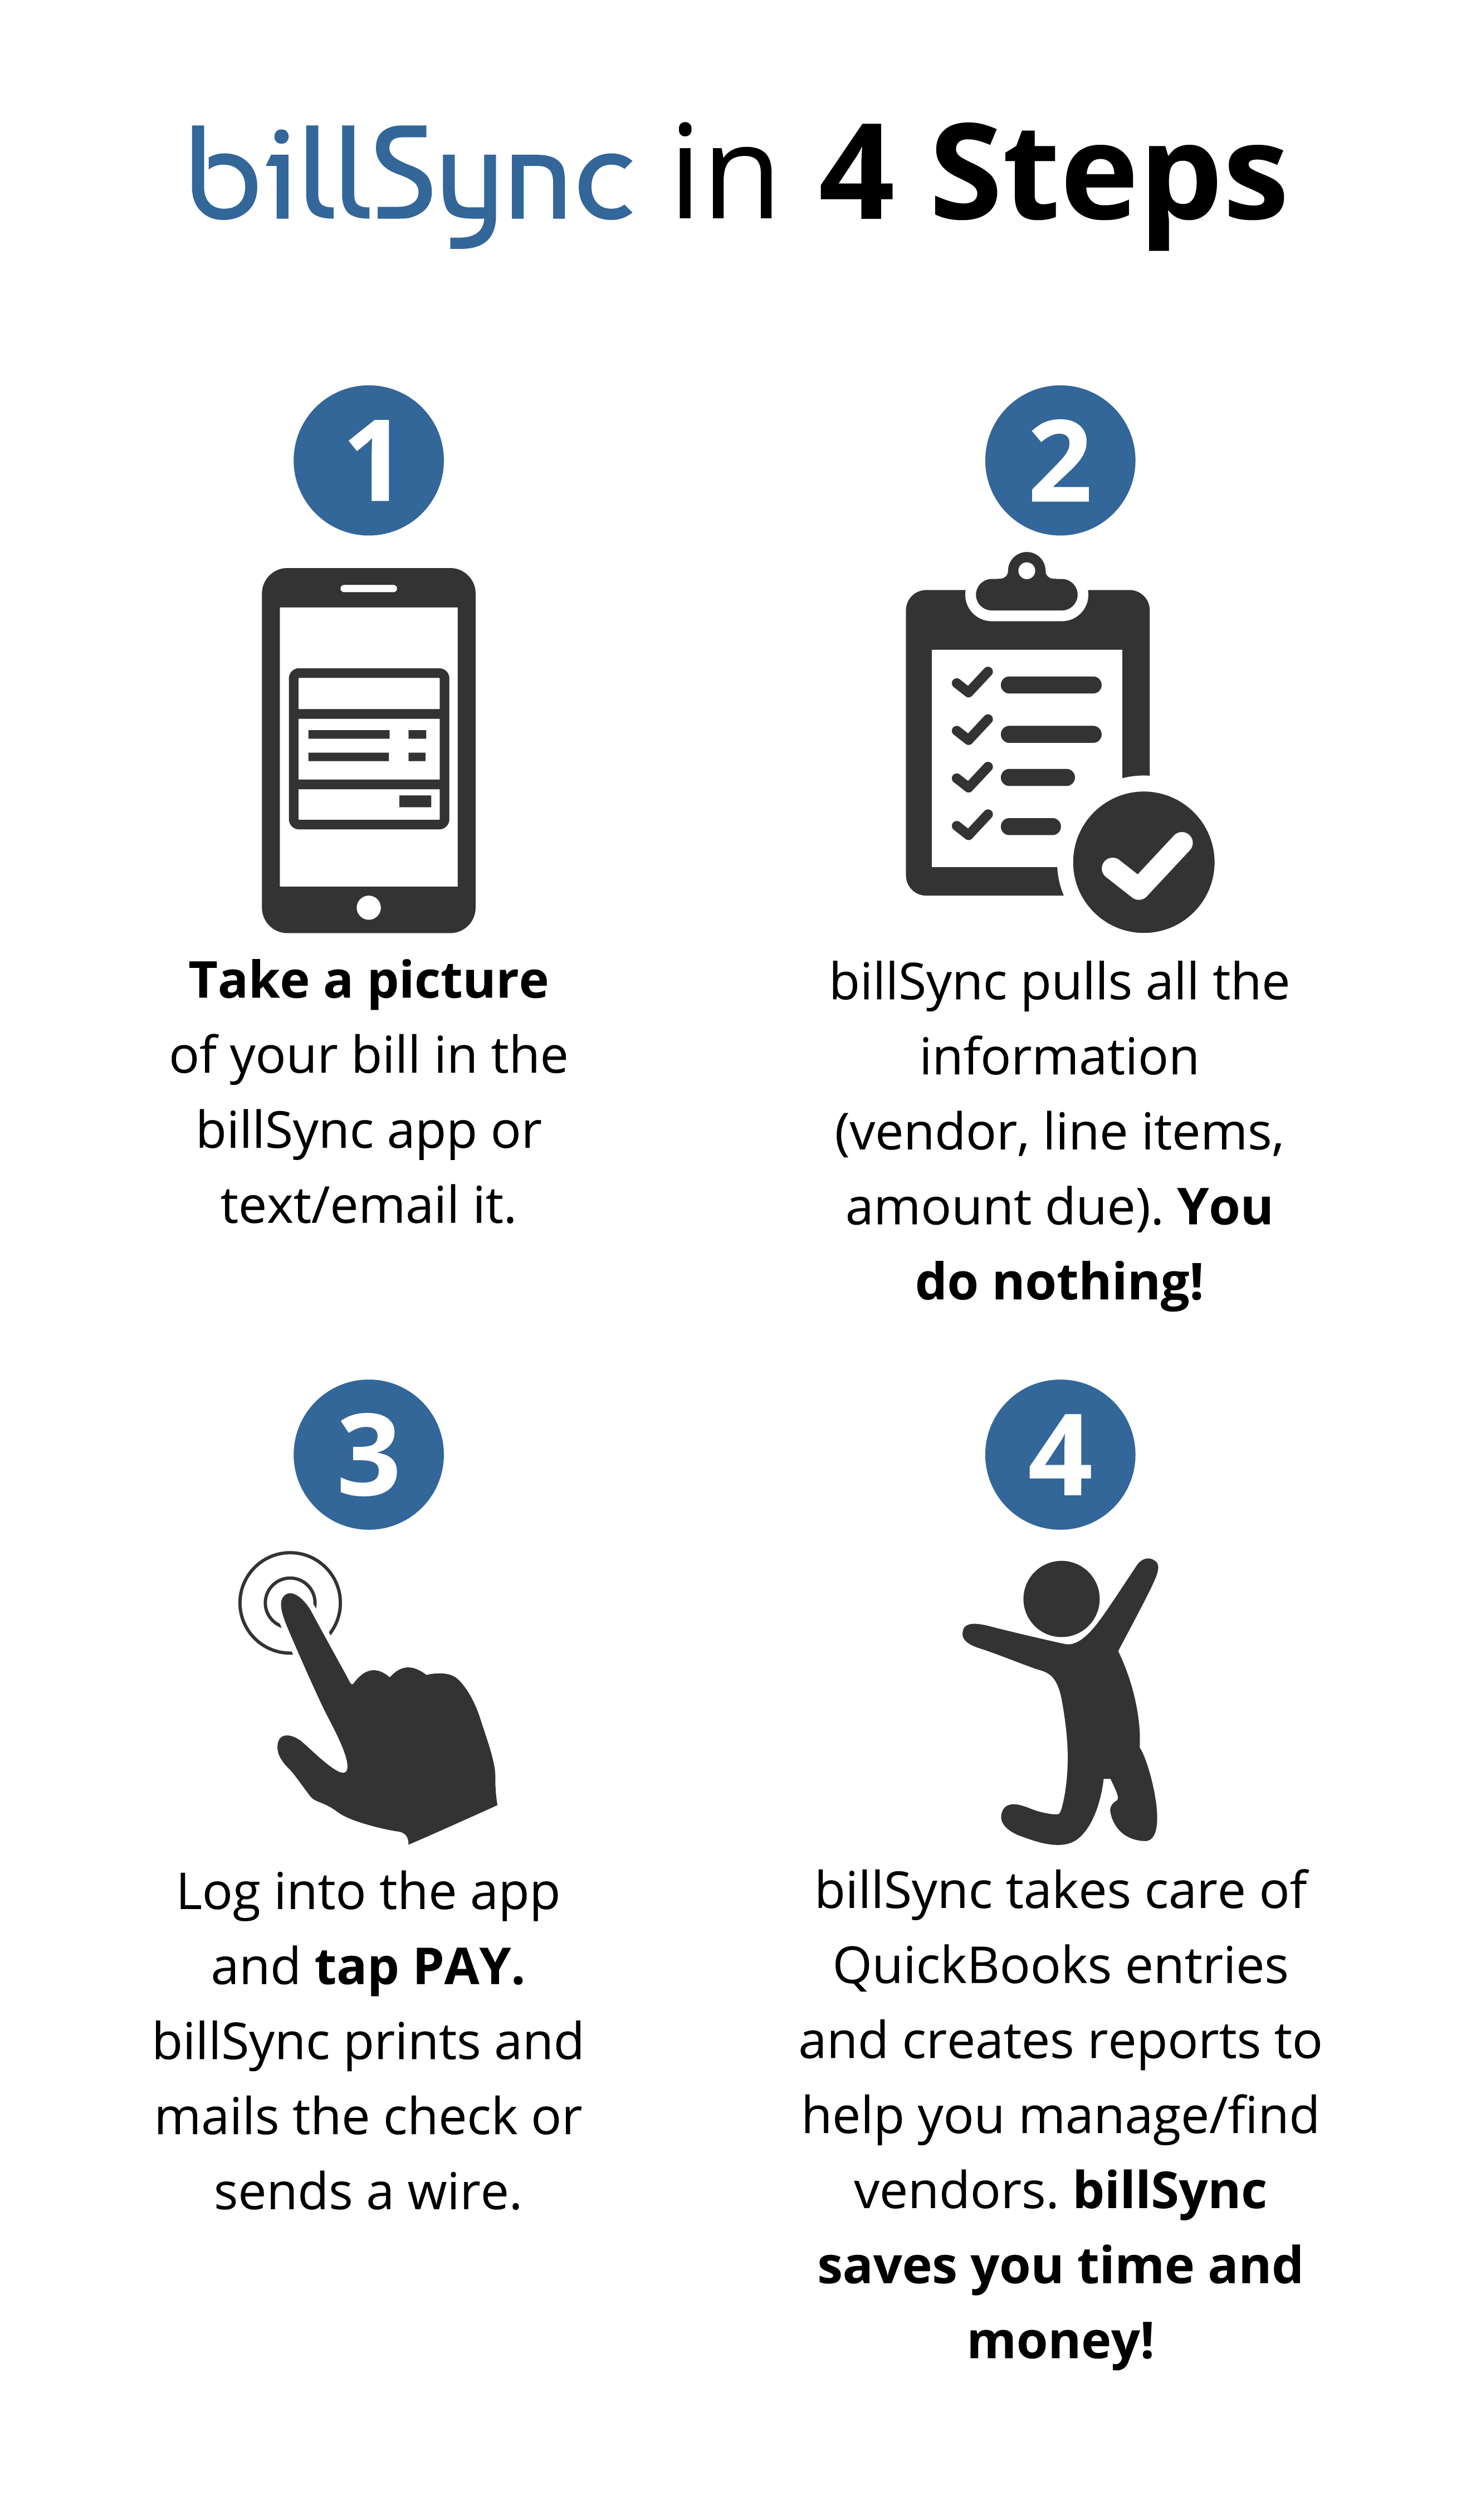 billSync in 4 Steps
1
Take a picture
of your bill in the
billSync app or
text/email it.
2
billSync pulls all the
information
(vendor, line items,
amount due). You
do nothing!
3
Log into the app
and tap PAY.
billSync prints and
mails the check or
sends a wire.
4
billSync takes care of
QuickBooks entries
and creates reports to
help you manage/find
vendors. billSync
saves you time and
money!